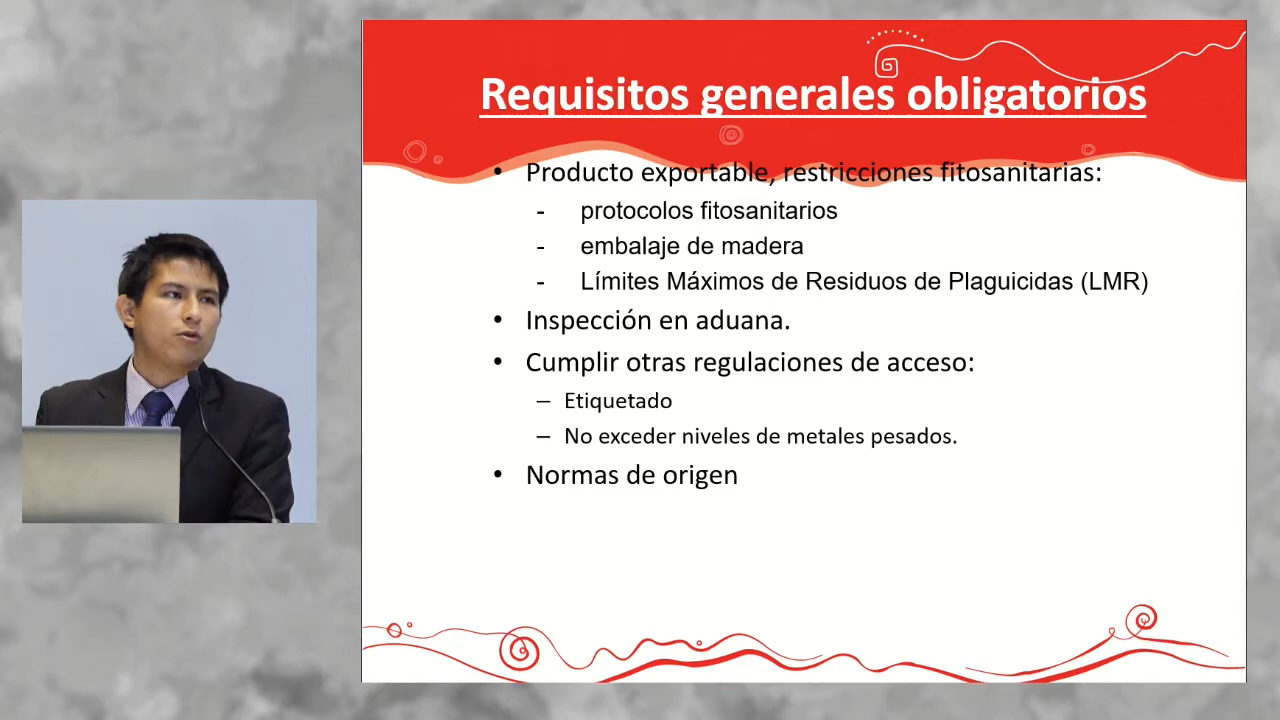 Requisitos generales obligatorios
• Producto exportable, restricciones fitosanitarias:
- protocolos fitosanitarios
- embalaje de madera
- Límites Máximos de Residuos de Plaguicidas (LMR)
• Inspección en aduana.
• Cumplir otras regulaciones de acceso:
– Etiquetado
– No exceder niveles de metales pesados.
• Normas de origen